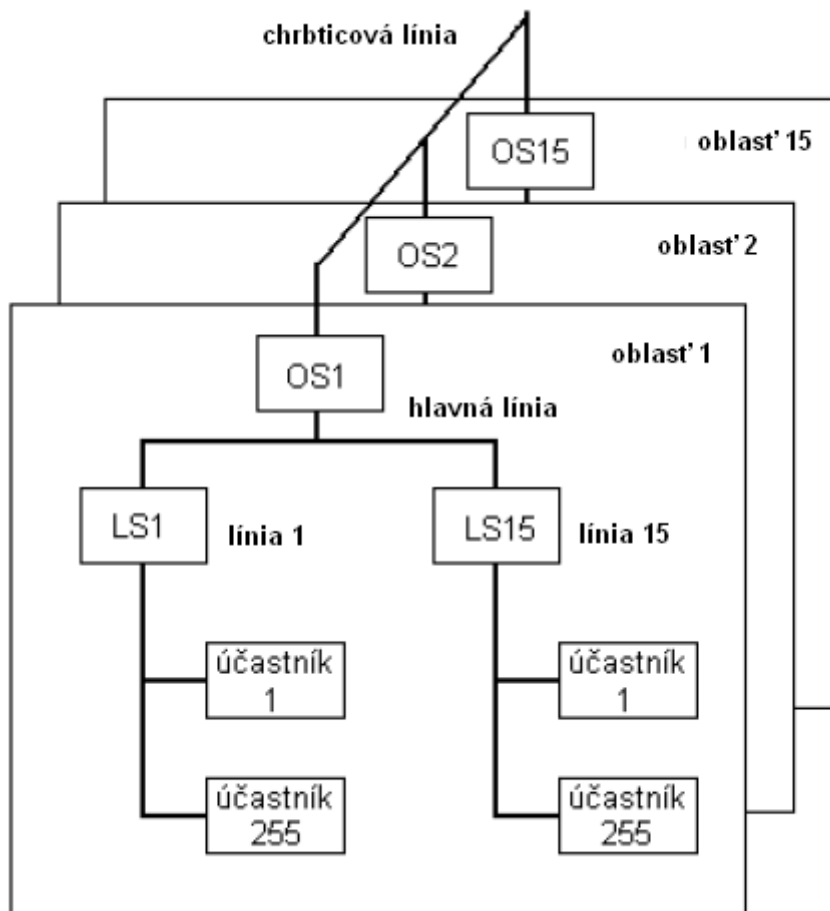 chrbticová línia
OS15
oblasť 15
OS2
oblasť 2
OS1
oblasť 1
hlavná línia
LS1
línia 1
LS15
línia 15
účastník
1
účastník
1
účastník
255
účastník
255